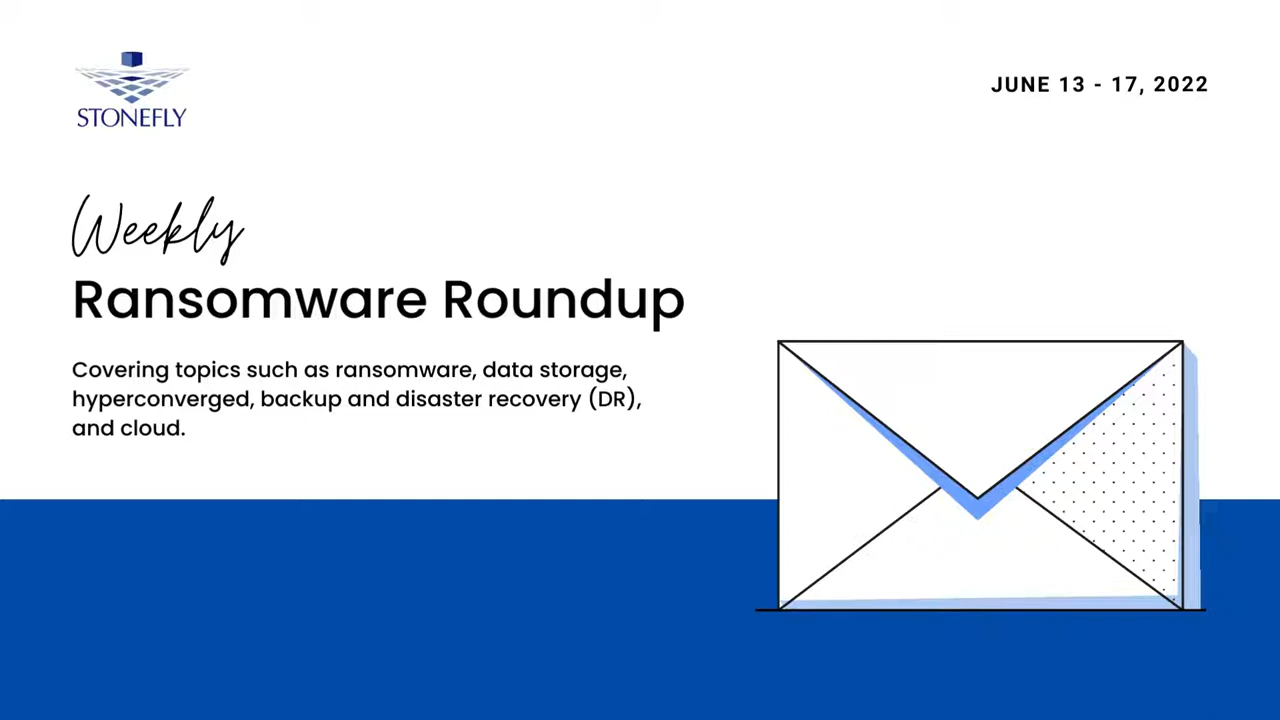 STONEFLY
JUNE 13 - 17, 2022
Weekly
Ransomware Roundup
Covering topics such as ransomware, data storage,
hyperconverged, backup and disaster recovery (DR),
and cloud.